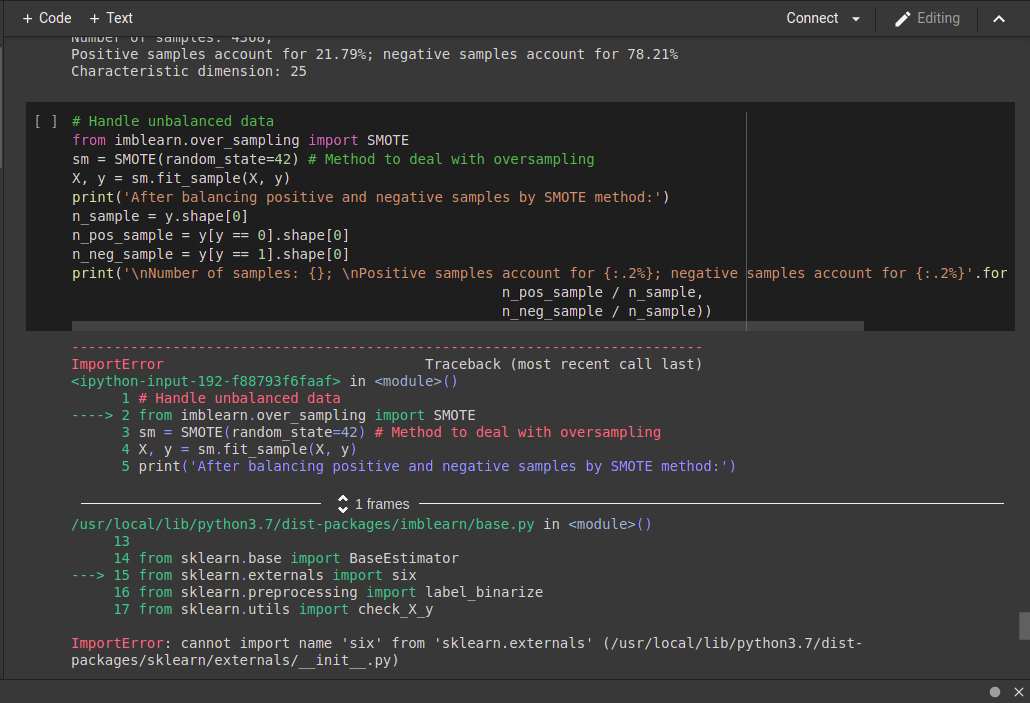 + Code + Text Connect Editing
Number of samples: 4368,
Positive samples account for 21.79%; negative samples account for 78.21%
Characteristic dimension: 25
[ ] # Handle unbalanced data
from imblearn.over_sampling import SMOTE
sm = SMOTE(random_state=42) # Method to deal with oversampling
X, y = sm.fit_sample(X, y)
print('After balancing positive and negative samples by SMOTE method:')
n_sample = y.shape[0]
n_pos_sample = y[y == 0].shape[0]
n_neg_sample = y[y == 1].shape[0]
print('\nNumber of samples: {}; \nPositive samples account for {:.2%}; negative samples account for {:.2%}'.for
n_pos_sample / n_sample,
n_neg_sample / n_sample))
---------------------------------------------------------------------------
ImportError Traceback (most recent call last)
<ipython-input-192-f88793f6faaf> in <module>()
1 # Handle unbalanced data
----> 2 from imblearn.over_sampling import SMOTE
3 sm = SMOTE(random_state=42) # Method to deal with oversampling
4 X, y = sm.fit_sample(X, y)
5 print('After balancing positive and negative samples by SMOTE method:')
1 frames
/usr/local/lib/python3.7/dist-packages/imblearn/base.py in <module>()
13
14 from sklearn.base import BaseEstimator
---> 15 from sklearn.externals import six
16 from sklearn.preprocessing import label_binarize
17 from sklearn.utils import check_X_y
ImportError: cannot import name 'six' from 'sklearn.externals' (/usr/local/lib/python3.7/dist-
packages/sklearn/externals/__init__.py)